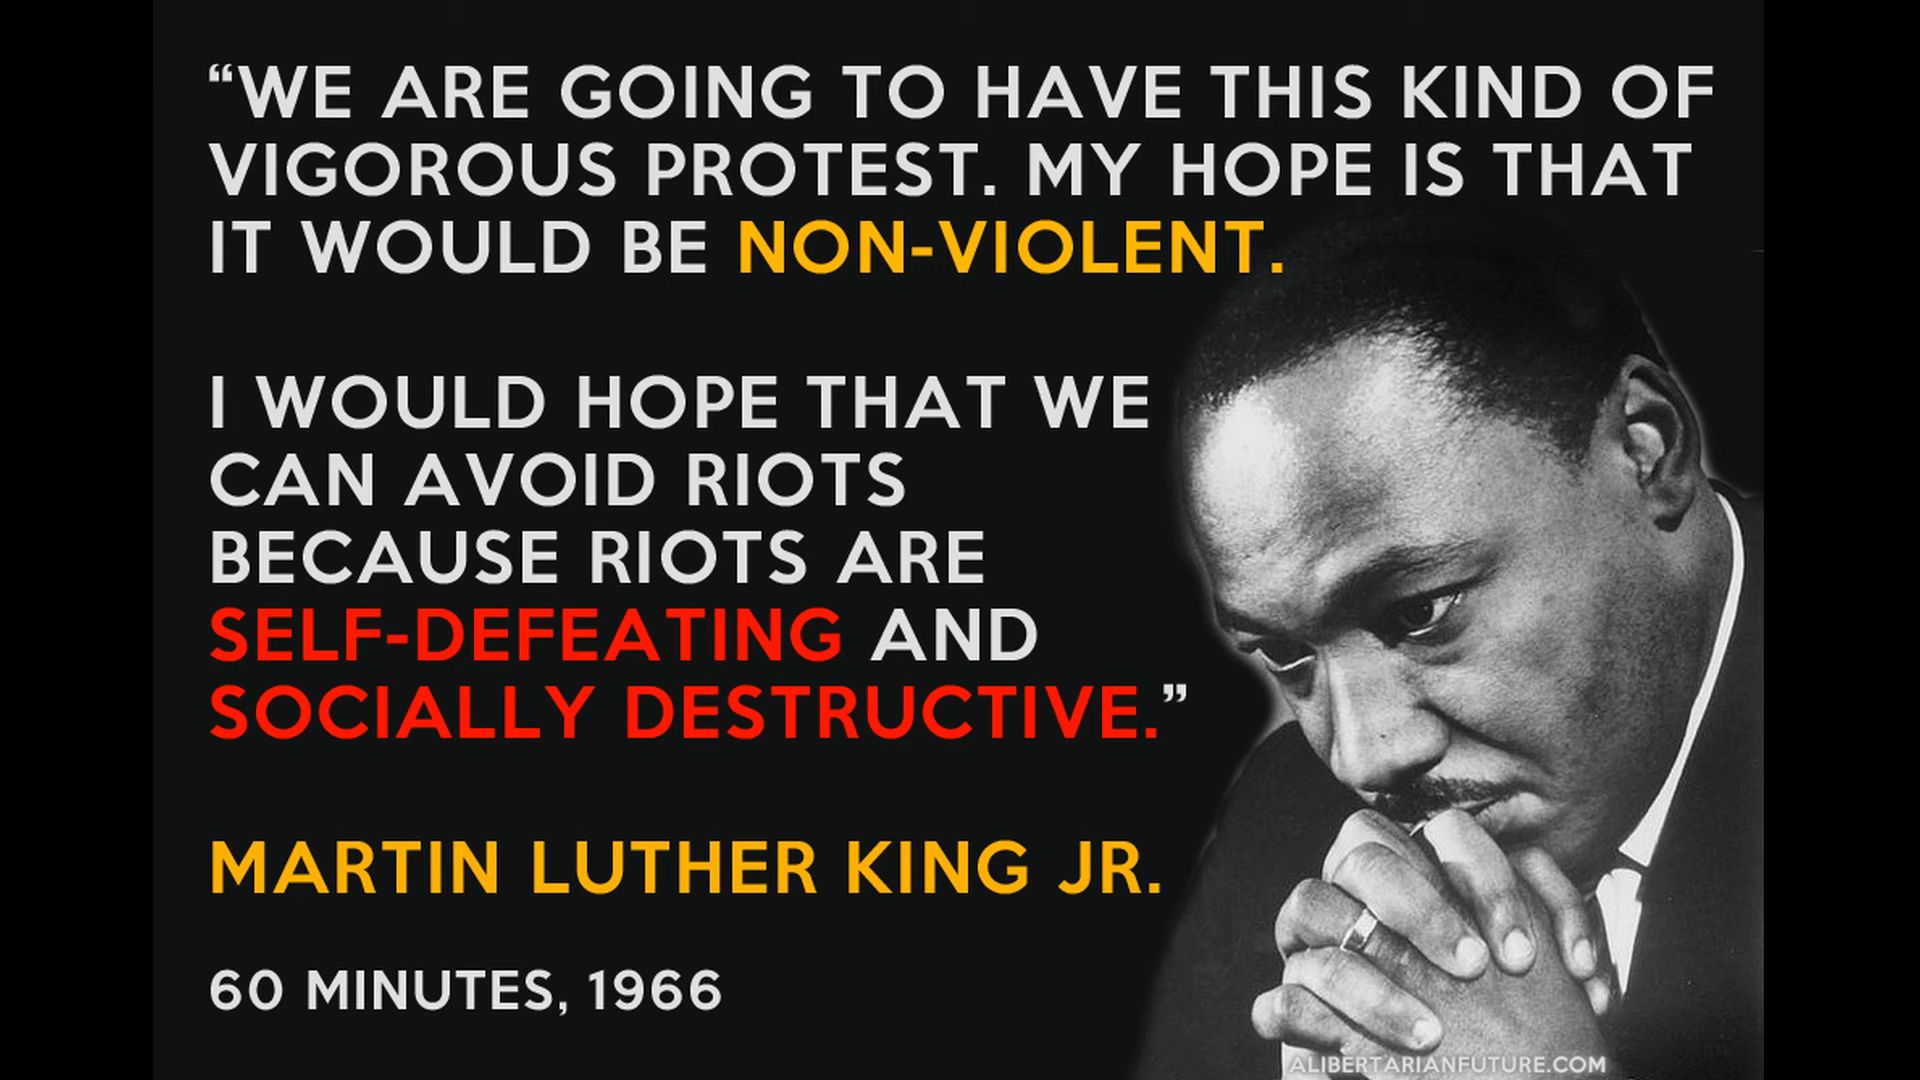 “WE ARE GOING TO HAVE THIS KIND OF
VIGOROUS PROTEST. MY HOPE IS THAT
IT WOULD BE NON-VIOLENT.
I WOULD HOPE THAT WE
CAN AVOID RIOTS
BECAUSE RIOTS ARE
SELF-DEFEATING AND
SOCIALLY DESTRUCTIVE.”
MARTIN LUTHER KING JR.
60 MINUTES, 1966
ALIBERTARIANFUTURE.COM